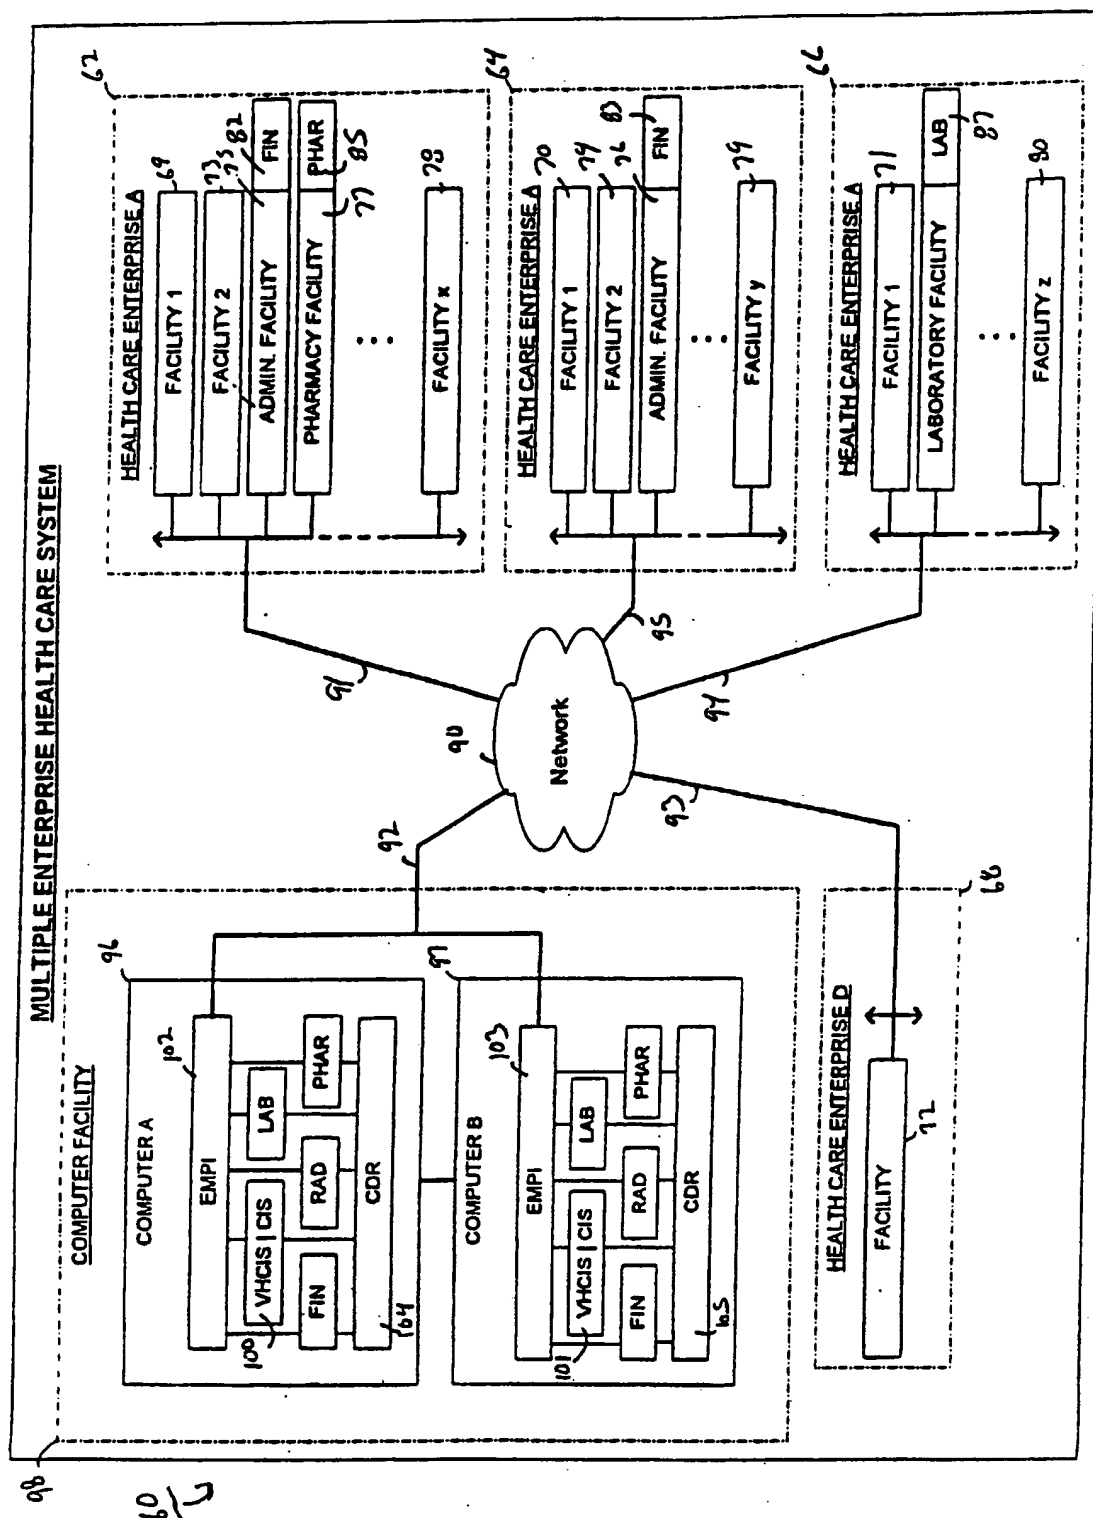 MULTIPLE ENTERPRISE HEALTH CARE SYSTEM
60
98
COMPUTER FACILITY
COMPUTER A
96
102
EMPI
VHCIS | CIS
LAB
FIN
RAD
PHAR
100
CDR
104
COMPUTER B
97
103
EMPI
VHCIS | CIS
LAB
FIN
RAD
PHAR
101
CDR
105
HEALTH CARE ENTERPRISE D
68
FACILITY
72
92
90
Network
91
95
94
93
62
HEALTH CARE ENTERPRISE A
FACILITY 1
69
FACILITY 2
73
75
82
ADMIN. FACILITY
FIN
PHARMACY FACILITY
PHAR
85
77
FACILITY x
78
64
HEALTH CARE ENTERPRISE A
FACILITY 1
70
FACILITY 2
74
76
83
ADMIN. FACILITY
FIN
FACILITY y
79
66
HEALTH CARE ENTERPRISE A
FACILITY 1
71
LABORATORY FACILITY
LAB
87
FACILITY z
80